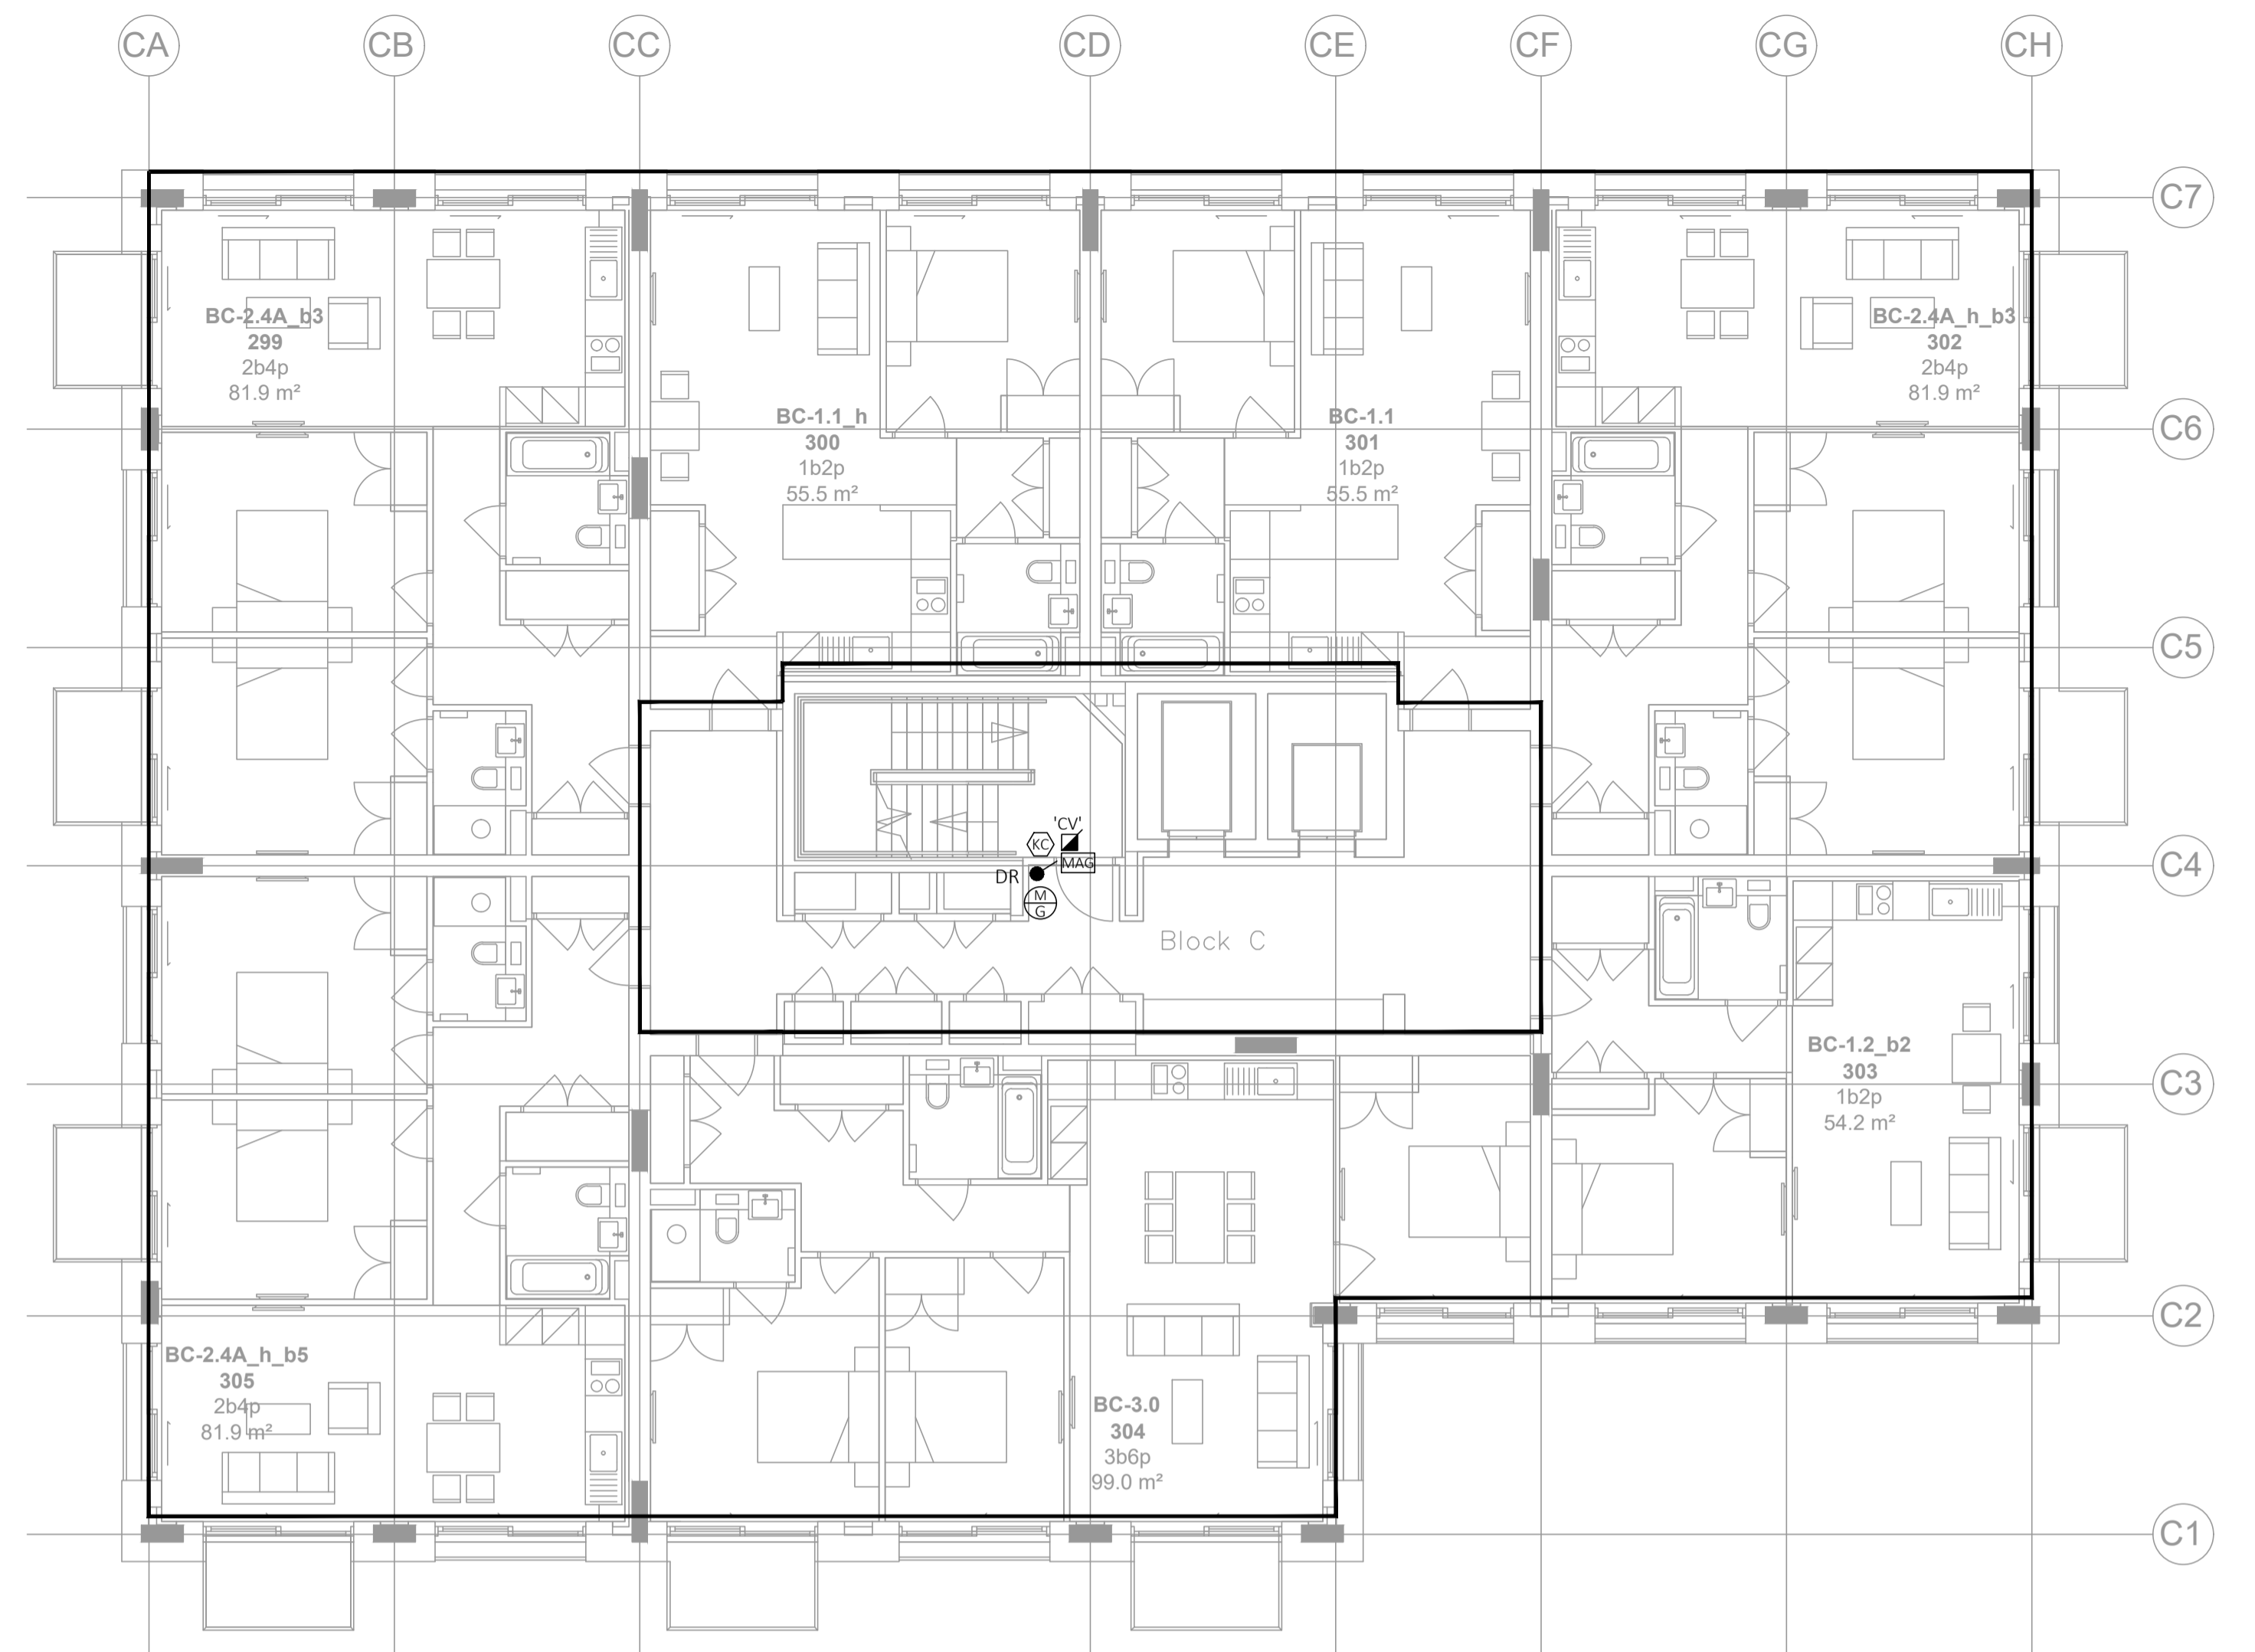 CA
CB
CC
CD
CE
CF
CG
CH
C7
BC-2.4A_b3
299
2b4p
81.9 m²
BC-2.4A_h_b3
302
2b4p
81.9 m²
BC-1.1_h
300
1b2p
55.5 m²
BC-1.1
301
1b2p
55.5 m²
C6
C5
'CV'
KC
MAG
DR
M
G
C4
Block C
BC-1.2_b2
303
1b2p
54.2 m²
C3
C2
BC-2.4A_h_b5
305
2b4p
81.9 m²
BC-3.0
304
3b6p
99.0 m²
C1